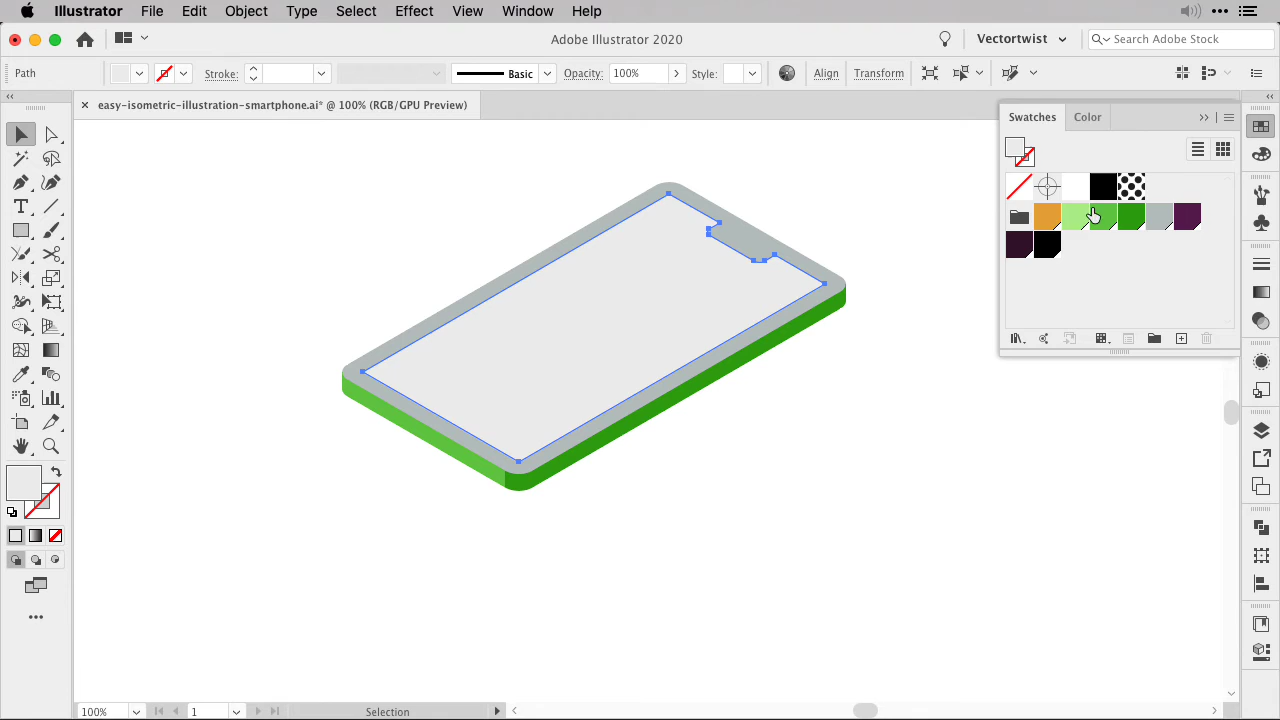 Illustrator File Edit Object Type Select Effect View Window Help
Adobe Illustrator 2020
Vectortwist
Search Adobe Stock
Path
Stroke:
Basic
Opacity:
100%
Style:
Align
Transform
easy-isometric-illustration-smartphone.ai* @ 100% (RGB/GPU Preview)
Swatches
Color
100%
1
Selection